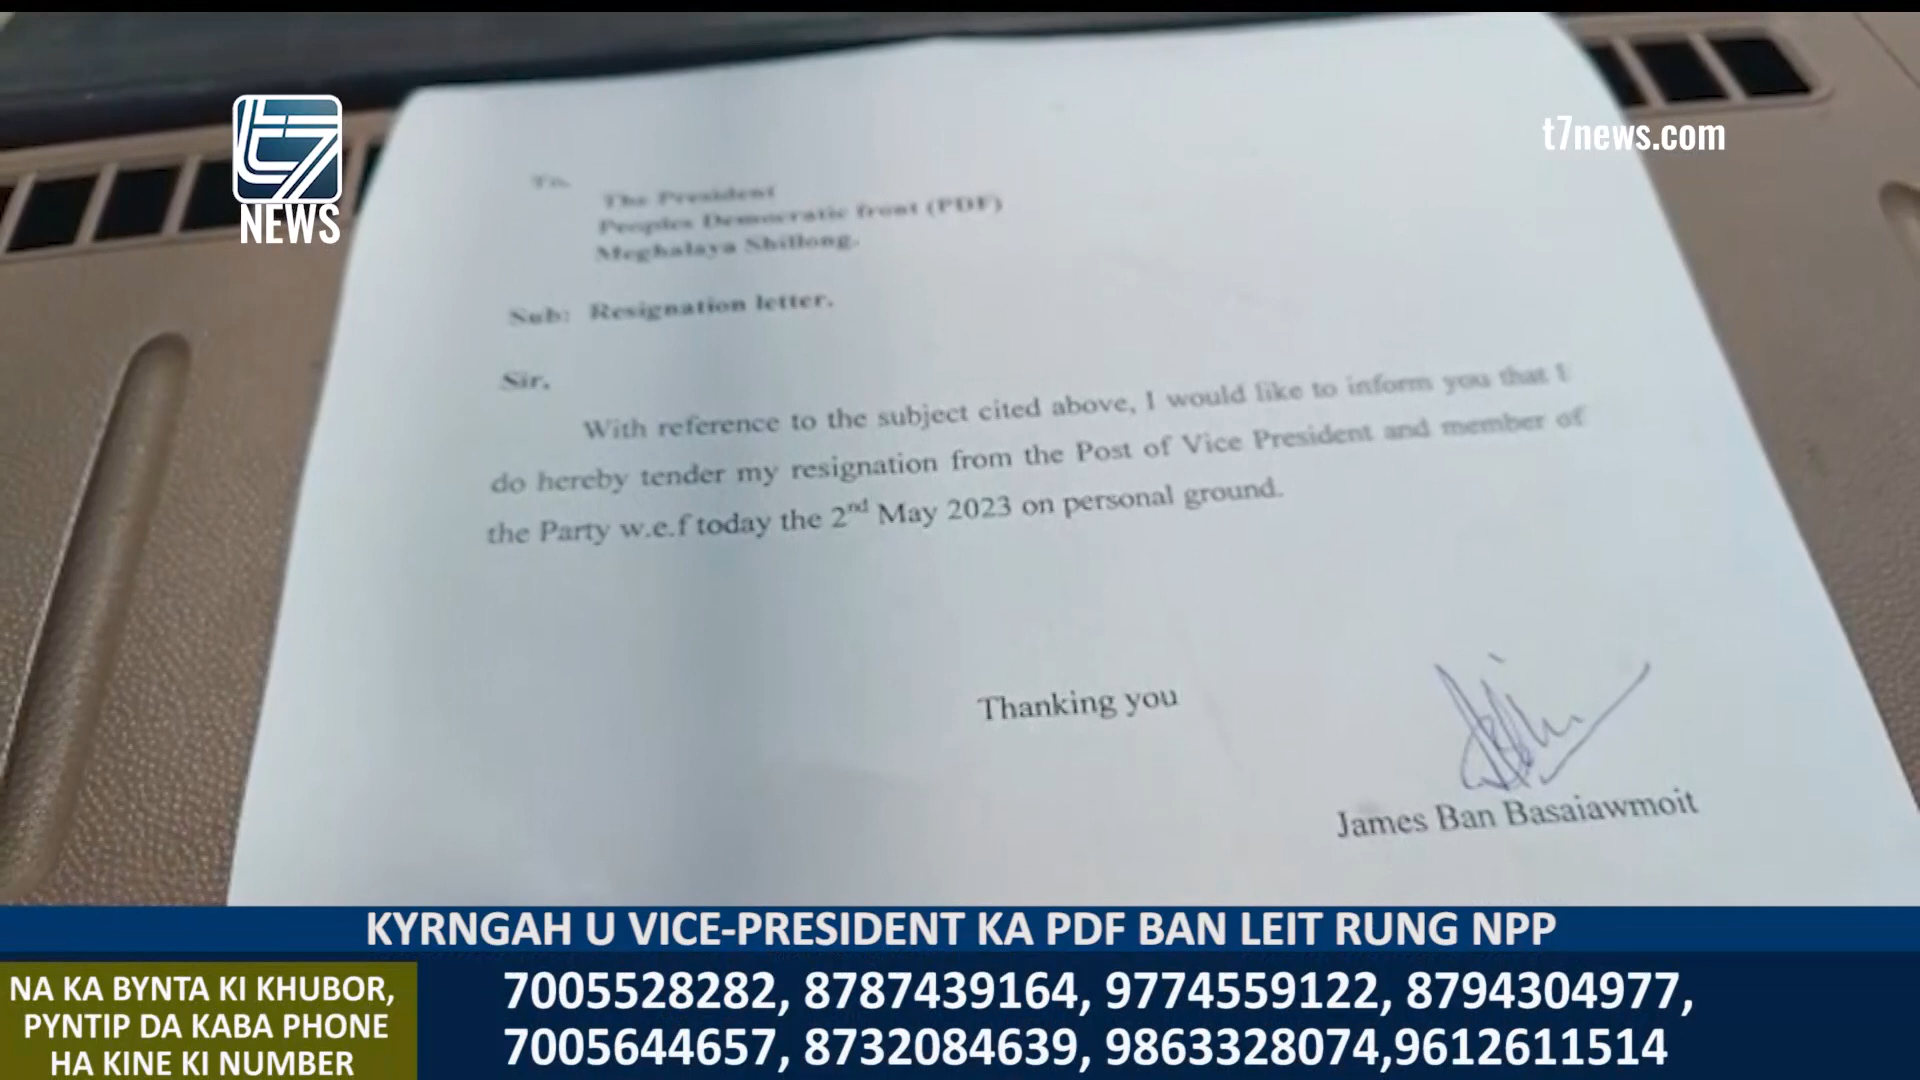 t7
NEWS
t7news.com
To,
The President
Peoples Democratic front (PDF)
Meghalaya Shillong.
Sub: Resignation letter.
Sir,
With reference to the subject cited above, I would like to inform you that I
do hereby tender my resignation from the Post of Vice President and member of
the Party w.e.f today the 2nd May 2023 on personal ground.
Thanking you
James Ban Basaiawmoit
KYRNGAH U VICE-PRESIDENT KA PDF BAN LEIT RUNG NPP
NA KA BYNTA KI KHUBOR,
PYNTIP DA KABA PHONE
HA KINE KI NUMBER
7005528282, 8787439164, 9774559122, 8794304977,
7005644657, 8732084639, 9863328074,9612611514